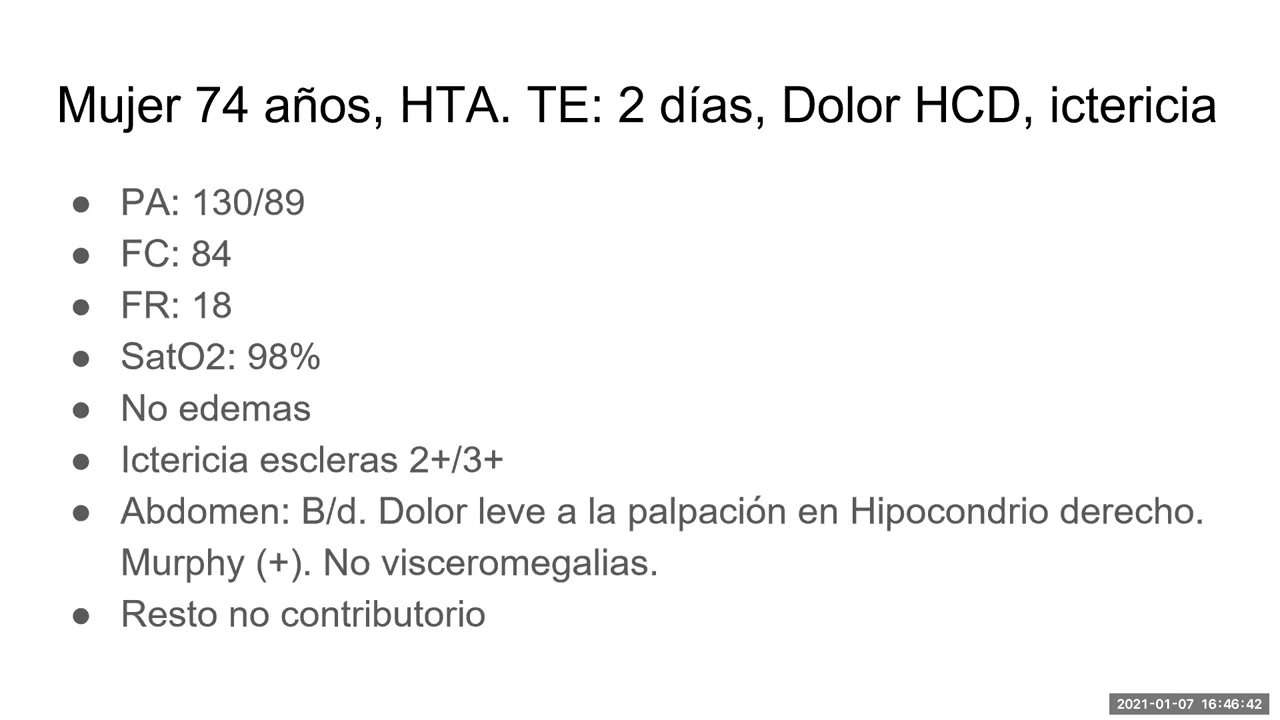 Mujer 74 años, HTA. TE: 2 días, Dolor HCD, ictericia
● PA: 130/89
● FC: 84
● FR: 18
● SatO2: 98%
● No edemas
● Ictericia escleras 2+/3+
● Abdomen: B/d. Dolor leve a la palpación en Hipocondrio derecho.
Murphy (+). No visceromegalias.
● Resto no contributorio
2021-01-07 16:46:42